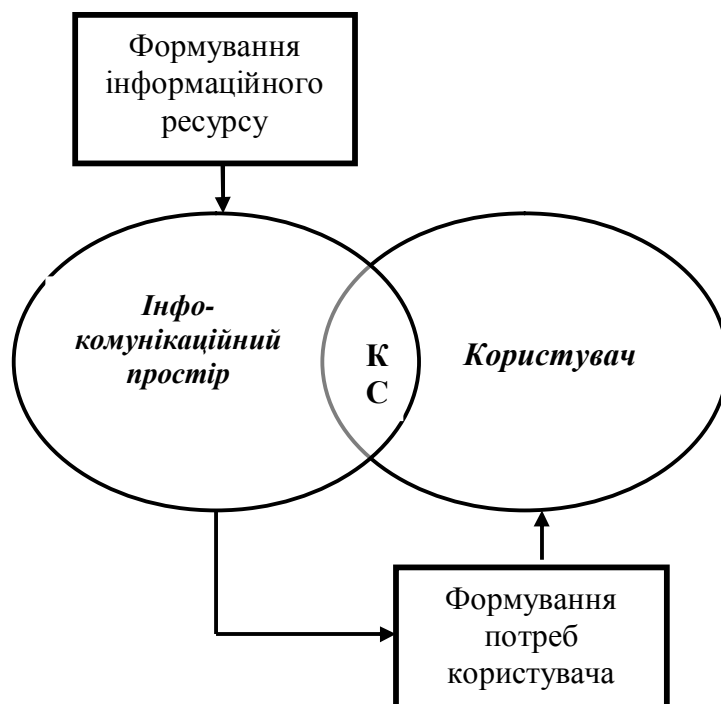 Формування
інформаційного
ресурсу
Інфо-
комунікаційний
простір
К
С
Користувач
Формування
потреб
користувача